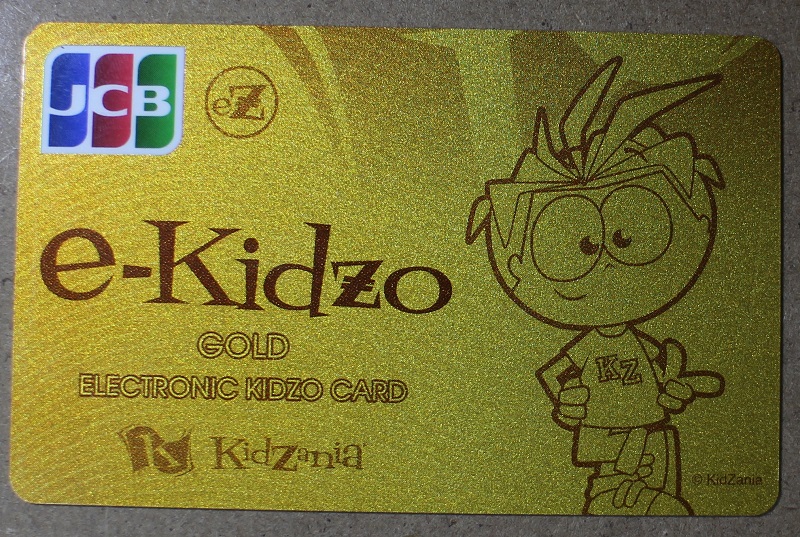 JCB
eZ
e-Kidzo
GOLD
ELECTRONIC KIDZO CARD
KidZania
KZ
© KidZania